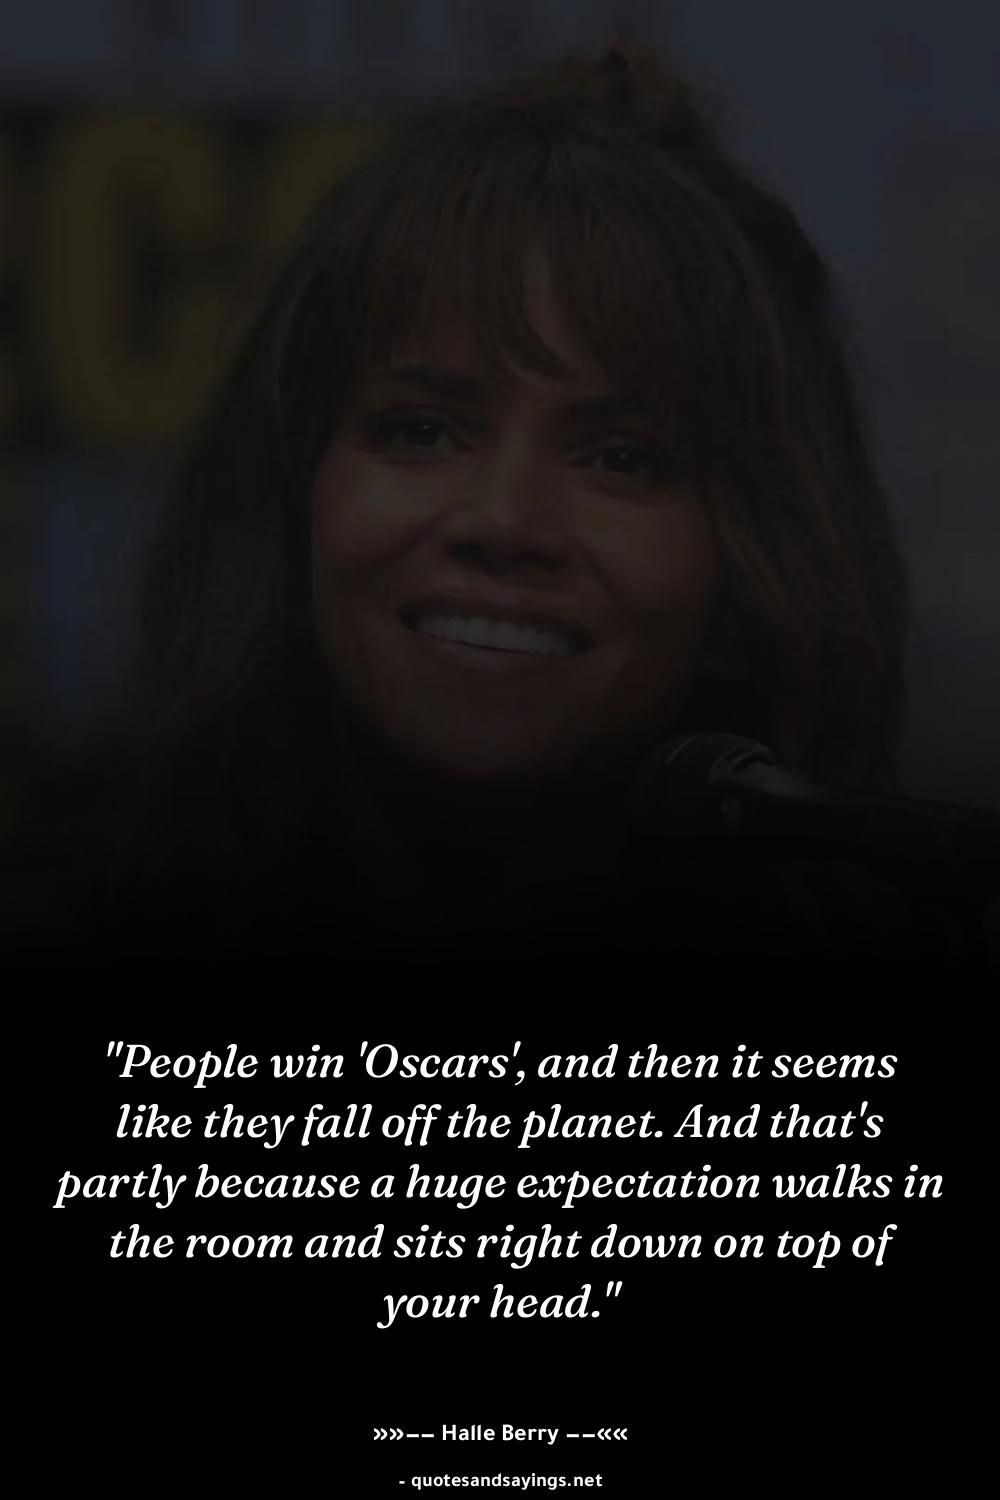 "People win 'Oscars', and then it seems
like they fall off the planet. And that's
partly because a huge expectation walks in
the room and sits right down on top of
your head."
»»–– Halle Berry ––««
- quotesandsayings.net